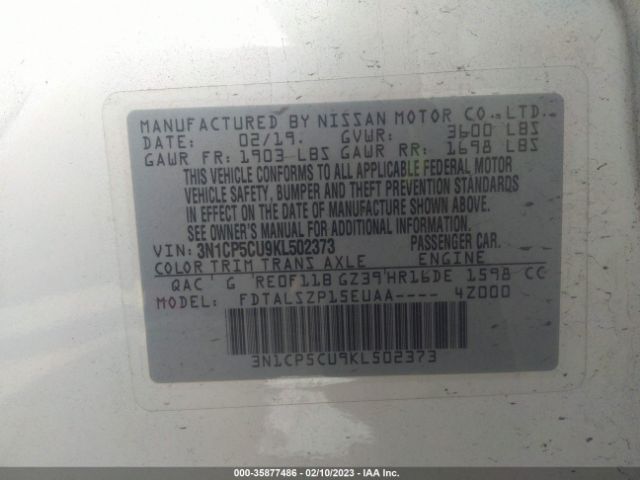 MANUFACTURED BY NISSAN MOTOR CO., LTD.
DATE: 02/19. GVWR: 3600 LBS
GAWR FR: 1903 LBS GAWR RR: 1698 LBS
THIS VEHICLE CONFORMS TO ALL APPLICABLE FEDERAL MOTOR
VEHICLE SAFETY, BUMPER AND THEFT PREVENTION STANDARDS
IN EFFECT ON THE DATE OF MANUFACTURE SHOWN ABOVE.
SEE OWNER'S MANUAL FOR ADDITIONAL INFORMATION
VIN: 3N1CP5CU9KL502373 PASSENGER CAR.
COLOR TRIM TRANS AXLE ENGINE
QAC G RE0F11B GZ39 HR16DE 1598 CC
MODEL: FDTALSZP15EUAA---- 4Z000
3N1CP5CU9KL502373
000-35877486 - 02/10/2023 - IAA Inc.